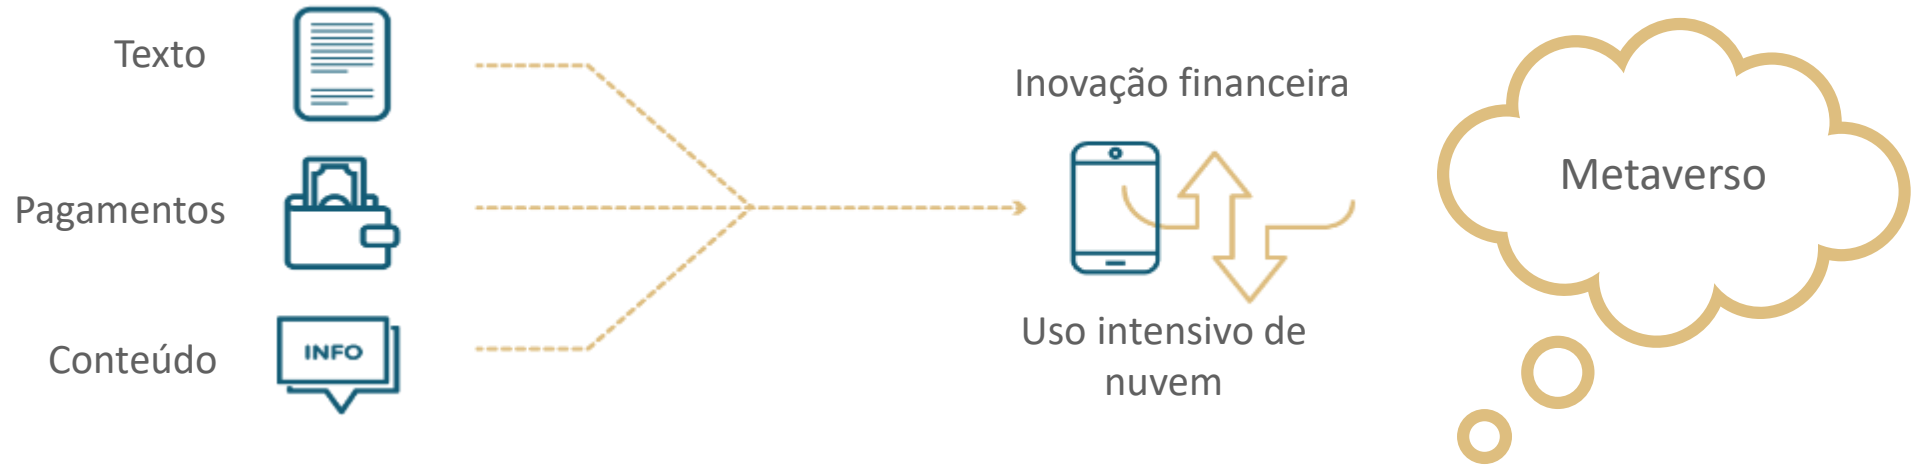 Texto
Pagamentos
Conteúdo
INFO
Inovação financeira
Uso intensivo de
nuvem
Metaverso